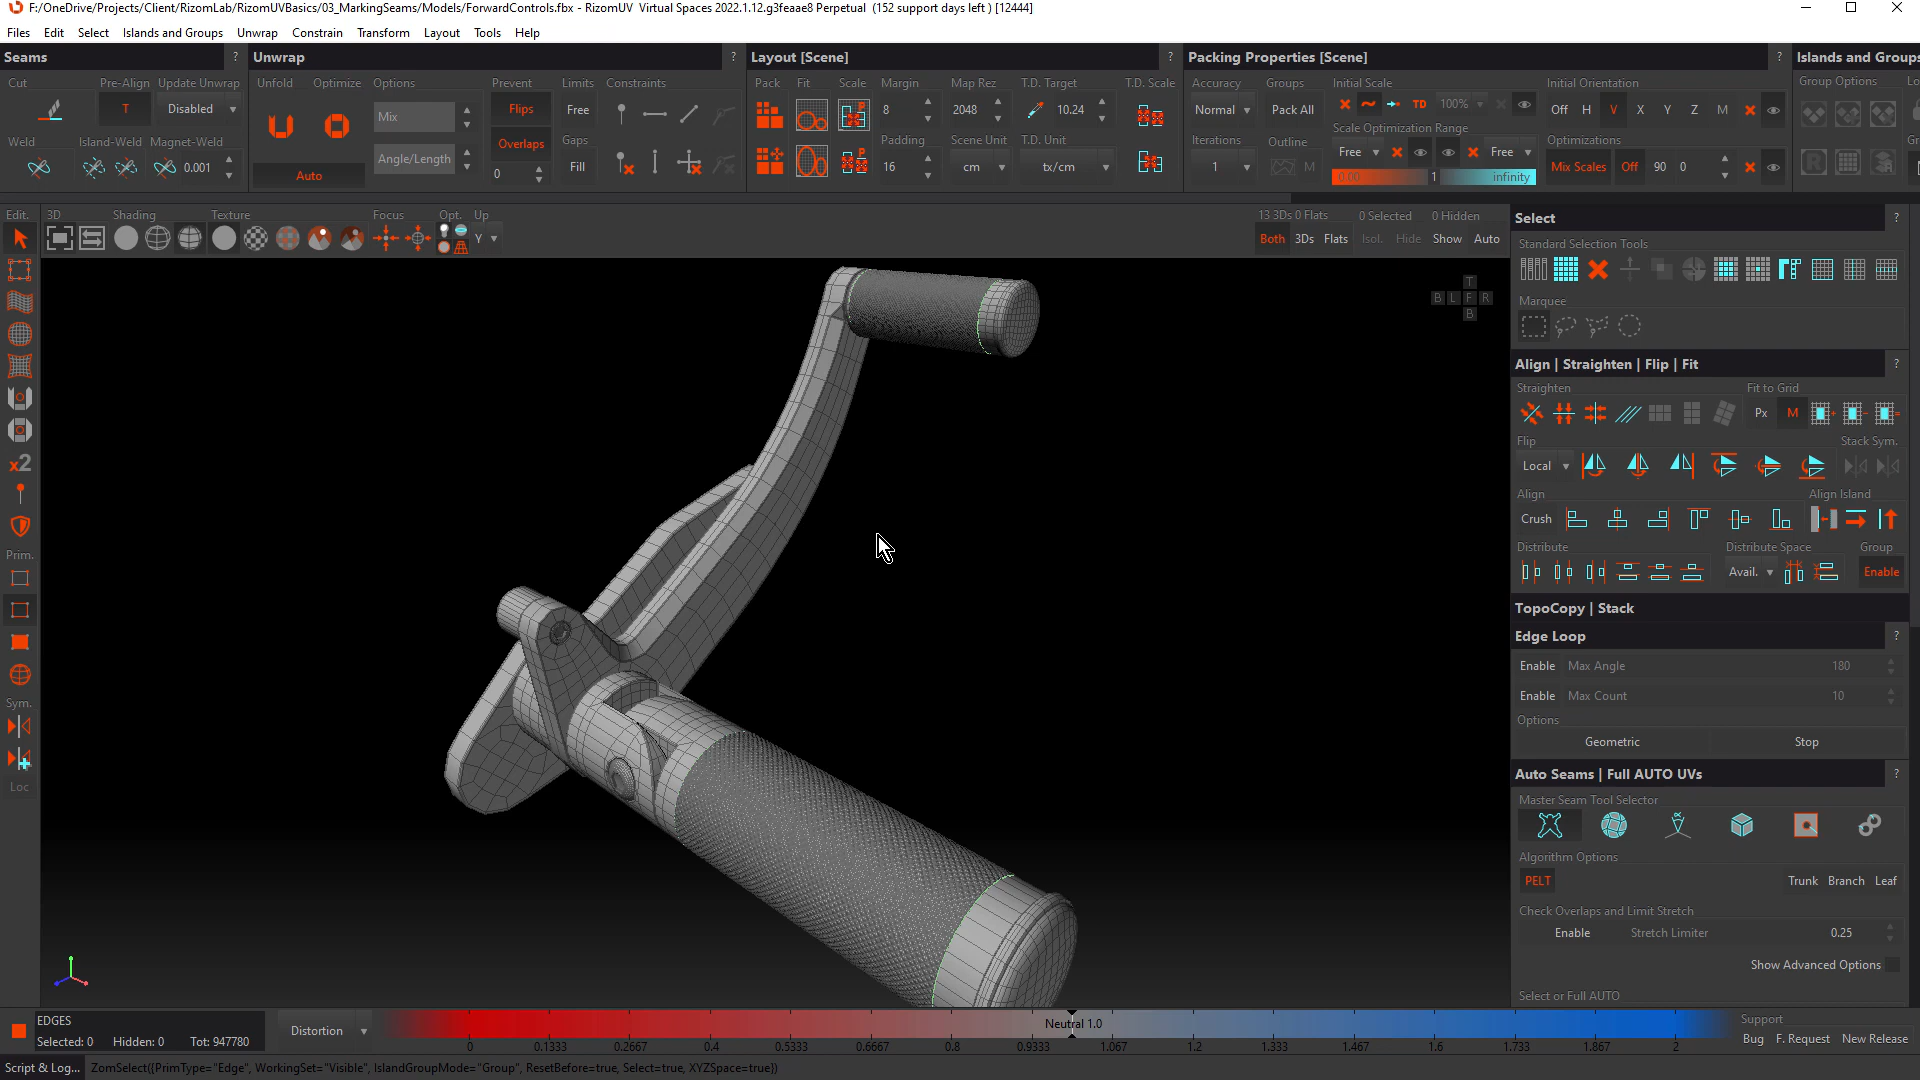 F:/OneDrive/Projects/Client/RizomLab/RizomUVBasics/03_MarkingSeams/Models/ForwardControls.fbx - RizomUV Virtual Spaces 2022.1.12.g3feaae8 Perpetual (152 support days left ) [12444]
Files Edit Select Islands and Groups Unwrap Constrain Transform Layout Tools Help
Seams ? Unwrap ? Layout [Scene] ? Packing Properties [Scene] ? Islands and Groups
Cut Pre-Align Update Unwrap Unfold Optimize Options Prevent Limits Constraints Pack Fit Scale Margin Map Rez T.D. Target T.D. Scale Accuracy Groups Initial Scale Initial Orientation Group Options
T Disabled Mix Flips Free 8 2048 10.24 Normal Pack All TD 100% Off H V X Y Z M
Weld Island-Weld Magnet-Weld Angle/Length Overlaps Gaps Padding Scene Unit T.D. Unit Iterations Outline Scale Optimization Range Optimizations
0.001 Auto 0 Fill 16 cm tx/cm 1 M Free Free Mix Scales Off 90 0
0.00 1 infinity
Edit. 3D Shading Texture Focus Opt. Up 13 3Ds 0 Flats 0 Selected 0 Hidden
Y Both 3Ds Flats Isol. Hide Show Auto
T
B L F R
B
x2
Prim.
Sym.
Loc
Select ?
Standard Selection Tools
Marquee
Align | Straighten | Flip | Fit ?
Straighten Fit to Grid
Px M
Flip Stack Sym.
Local
Align Align Island
Crush
Distribute Distribute Space Group
Avail. Enable
TopoCopy | Stack
Edge Loop ?
Enable Max Angle 180
Enable Max Count 10
Options
Geometric Stop
Auto Seams | Full AUTO UVs ?
Master Seam Tool Selector
Algorithm Options
PELT Trunk Branch Leaf
Check Overlaps and Limit Stretch
Enable Stretch Limiter 0.25
Show Advanced Options
Select or Full AUTO
EDGES
Selected: 0 Hidden: 0 Tot: 947780
Distortion
Neutral 1.0
0 0.1333 0.2667 0.4 0.5333 0.6667 0.8 0.9333 1.067 1.2 1.333 1.467 1.6 1.733 1.867 2
Support
Bug F. Request New Release
Script & Log... ZomSelect({PrimType="Edge", WorkingSet="Visible", IslandGroupMode="Group", ResetBefore=true, Select=true, XYZSpace=true})